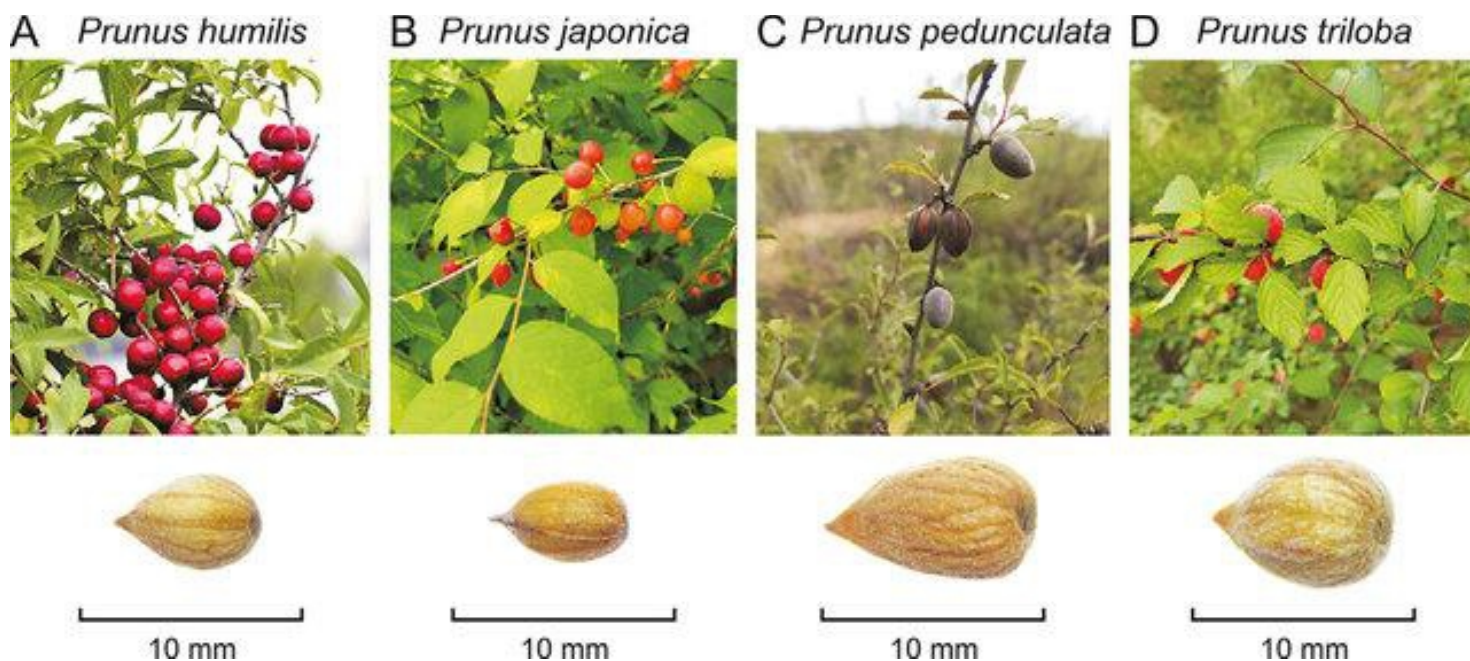 A Prunus humilis
B Prunus japonica
C Prunus pedunculata
D Prunus triloba
10 mm
10 mm
10 mm
10 mm